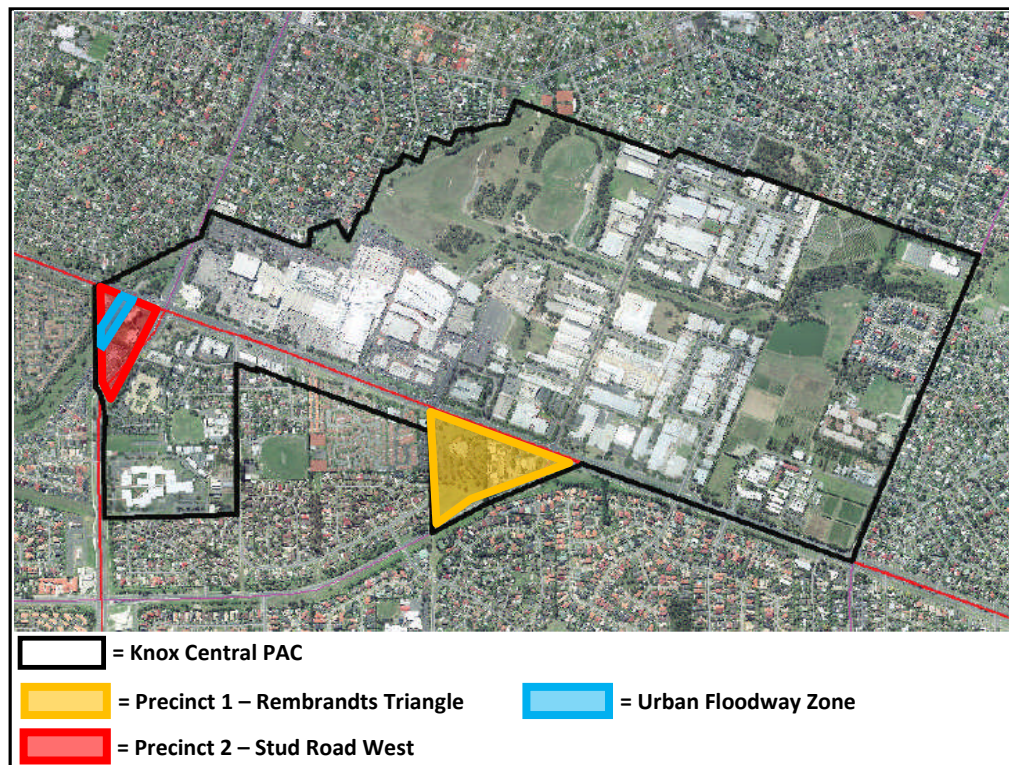 = Knox Central PAC
= Precinct 1 – Rembrandts Triangle
= Urban Floodway Zone
= Precinct 2 – Stud Road West